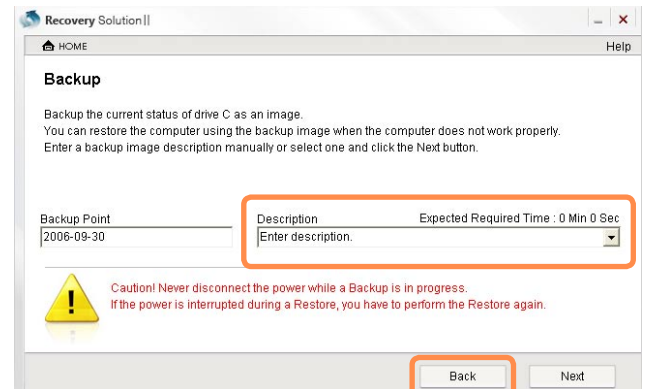 Recovery Solution II
HOME
Help
Backup
Backup the current status of drive C as an image.
You can restore the computer using the backup image when the computer does not work properly.
Enter a backup image description manually or select one and click the Next button.
Backup Point
Description
Expected Required Time : 0 Min 0 Sec
2006-09-30
Enter description.
Caution! Never disconnect the power while a Backup is in progress.
If the power is interrupted during a Restore, you have to perform the Restore again.
Back
Next